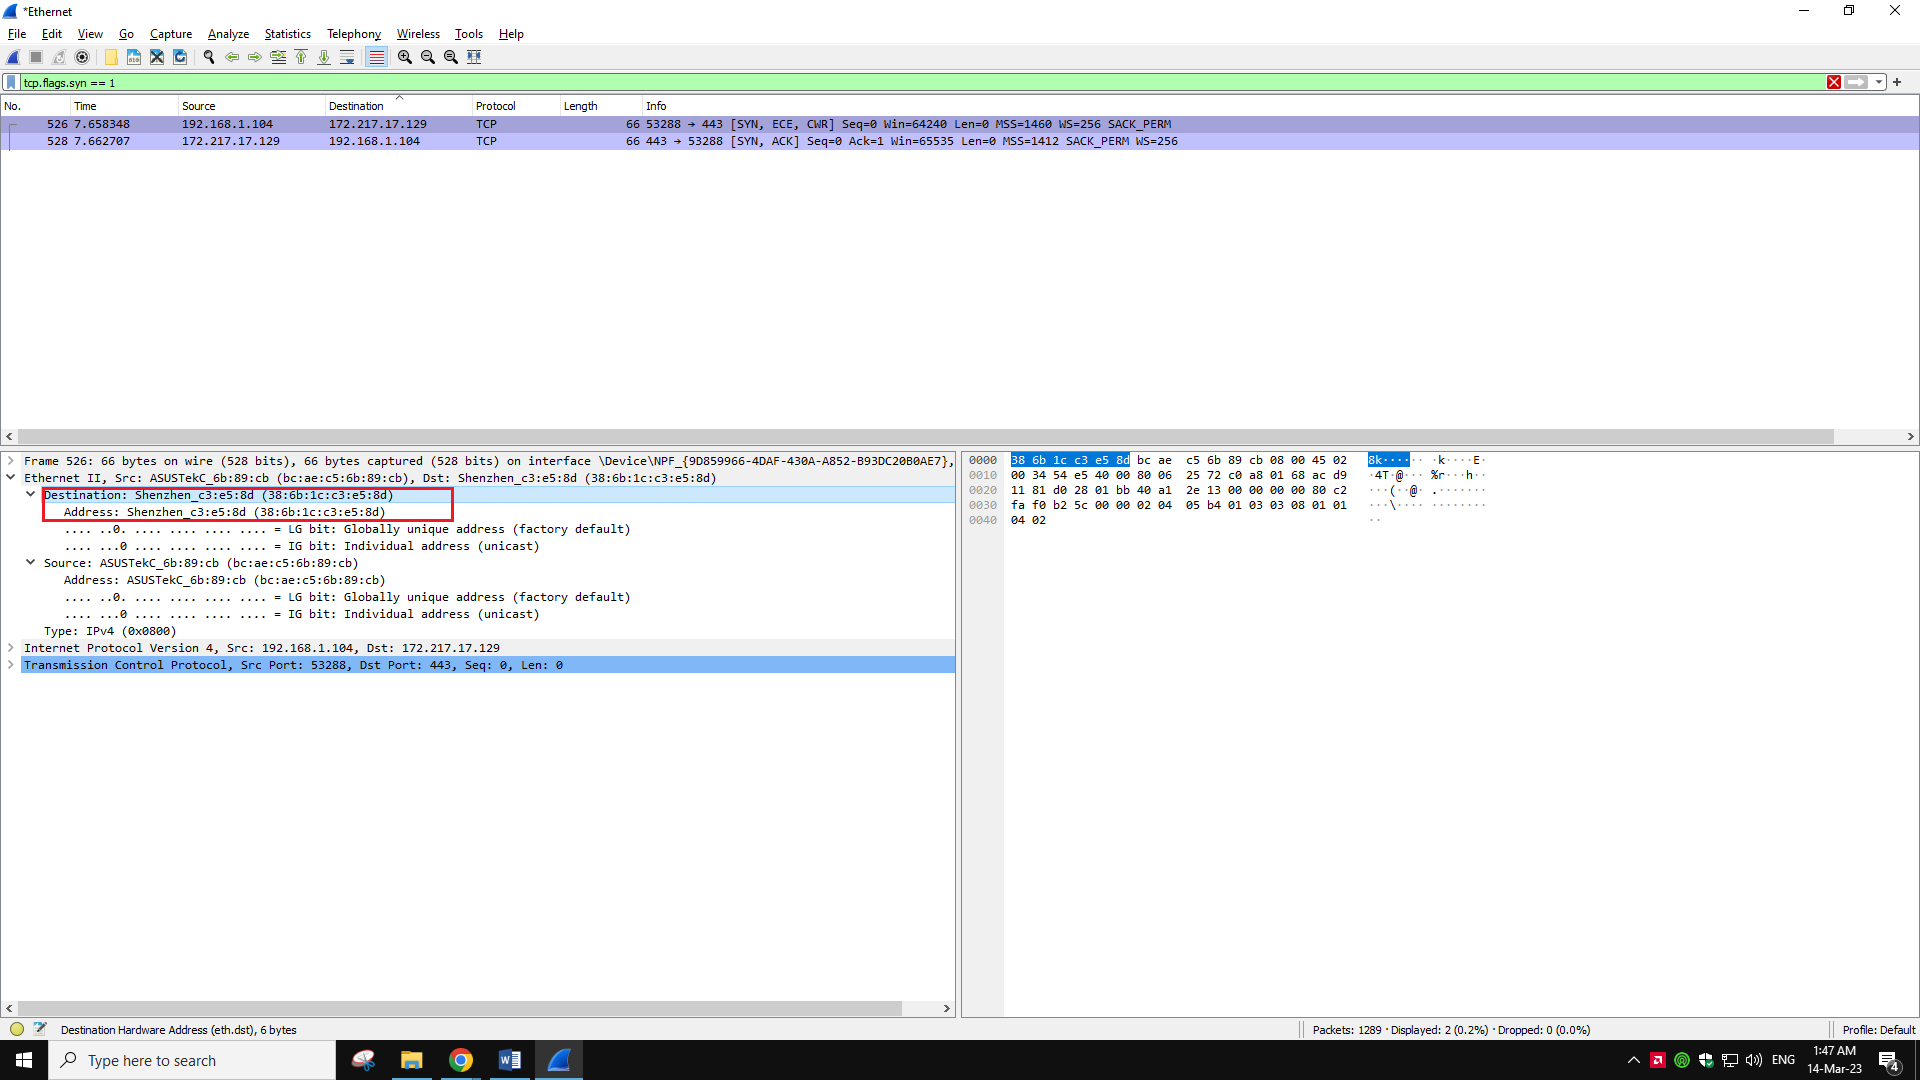 *Ethernet
File Edit View Go Capture Analyze Statistics Telephony Wireless Tools Help
tcp.flags.syn == 1
No. Time Source Destination Protocol Length Info
526 7.658348 192.168.1.104 172.217.17.129 TCP 66 53288 → 443 [SYN, ECE, CWR] Seq=0 Win=64240 Len=0 MSS=1460 WS=256 SACK_PERM
528 7.662707 172.217.17.129 192.168.1.104 TCP 66 443 → 53288 [SYN, ACK] Seq=0 Ack=1 Win=65535 Len=0 MSS=1412 SACK_PERM WS=256
Frame 526: 66 bytes on wire (528 bits), 66 bytes captured (528 bits) on interface \Device\NPF_{9D859966-4DAF-430A-A852-B93DC20B0AE7},
Ethernet II, Src: ASUSTekC_6b:89:cb (bc:ae:c5:6b:89:cb), Dst: Shenzhen_c3:e5:8d (38:6b:1c:c3:e5:8d)
Destination: Shenzhen_c3:e5:8d (38:6b:1c:c3:e5:8d)
Address: Shenzhen_c3:e5:8d (38:6b:1c:c3:e5:8d)
.... ..0. .... .... .... .... = LG bit: Globally unique address (factory default)
.... ...0 .... .... .... .... = IG bit: Individual address (unicast)
Source: ASUSTekC_6b:89:cb (bc:ae:c5:6b:89:cb)
Address: ASUSTekC_6b:89:cb (bc:ae:c5:6b:89:cb)
.... ..0. .... .... .... .... = LG bit: Globally unique address (factory default)
.... ...0 .... .... .... .... = IG bit: Individual address (unicast)
Type: IPv4 (0x0800)
Internet Protocol Version 4, Src: 192.168.1.104, Dst: 172.217.17.129
Transmission Control Protocol, Src Port: 53288, Dst Port: 443, Seq: 0, Len: 0
0000 38 6b 1c c3 e5 8d bc ae c5 6b 89 cb 08 00 45 02 8k······ ·k····E·
0010 00 34 54 e5 40 00 80 06 25 72 c0 a8 01 68 ac d9 ·4T·@··· %r···h··
0020 11 81 d0 28 01 bb 40 a1 2e 13 00 00 00 00 80 c2 ···(··@· .·······
0030 fa f0 b2 5c 00 00 02 04 05 b4 01 03 03 08 01 01 ···\···· ········
0040 04 02 ··
Destination Hardware Address (eth.dst), 6 bytes
Packets: 1289 · Displayed: 2 (0.2%) · Dropped: 0 (0.0%)
Profile: Default
Type here to search
ENG
1:47 AM
14-Mar-23
4